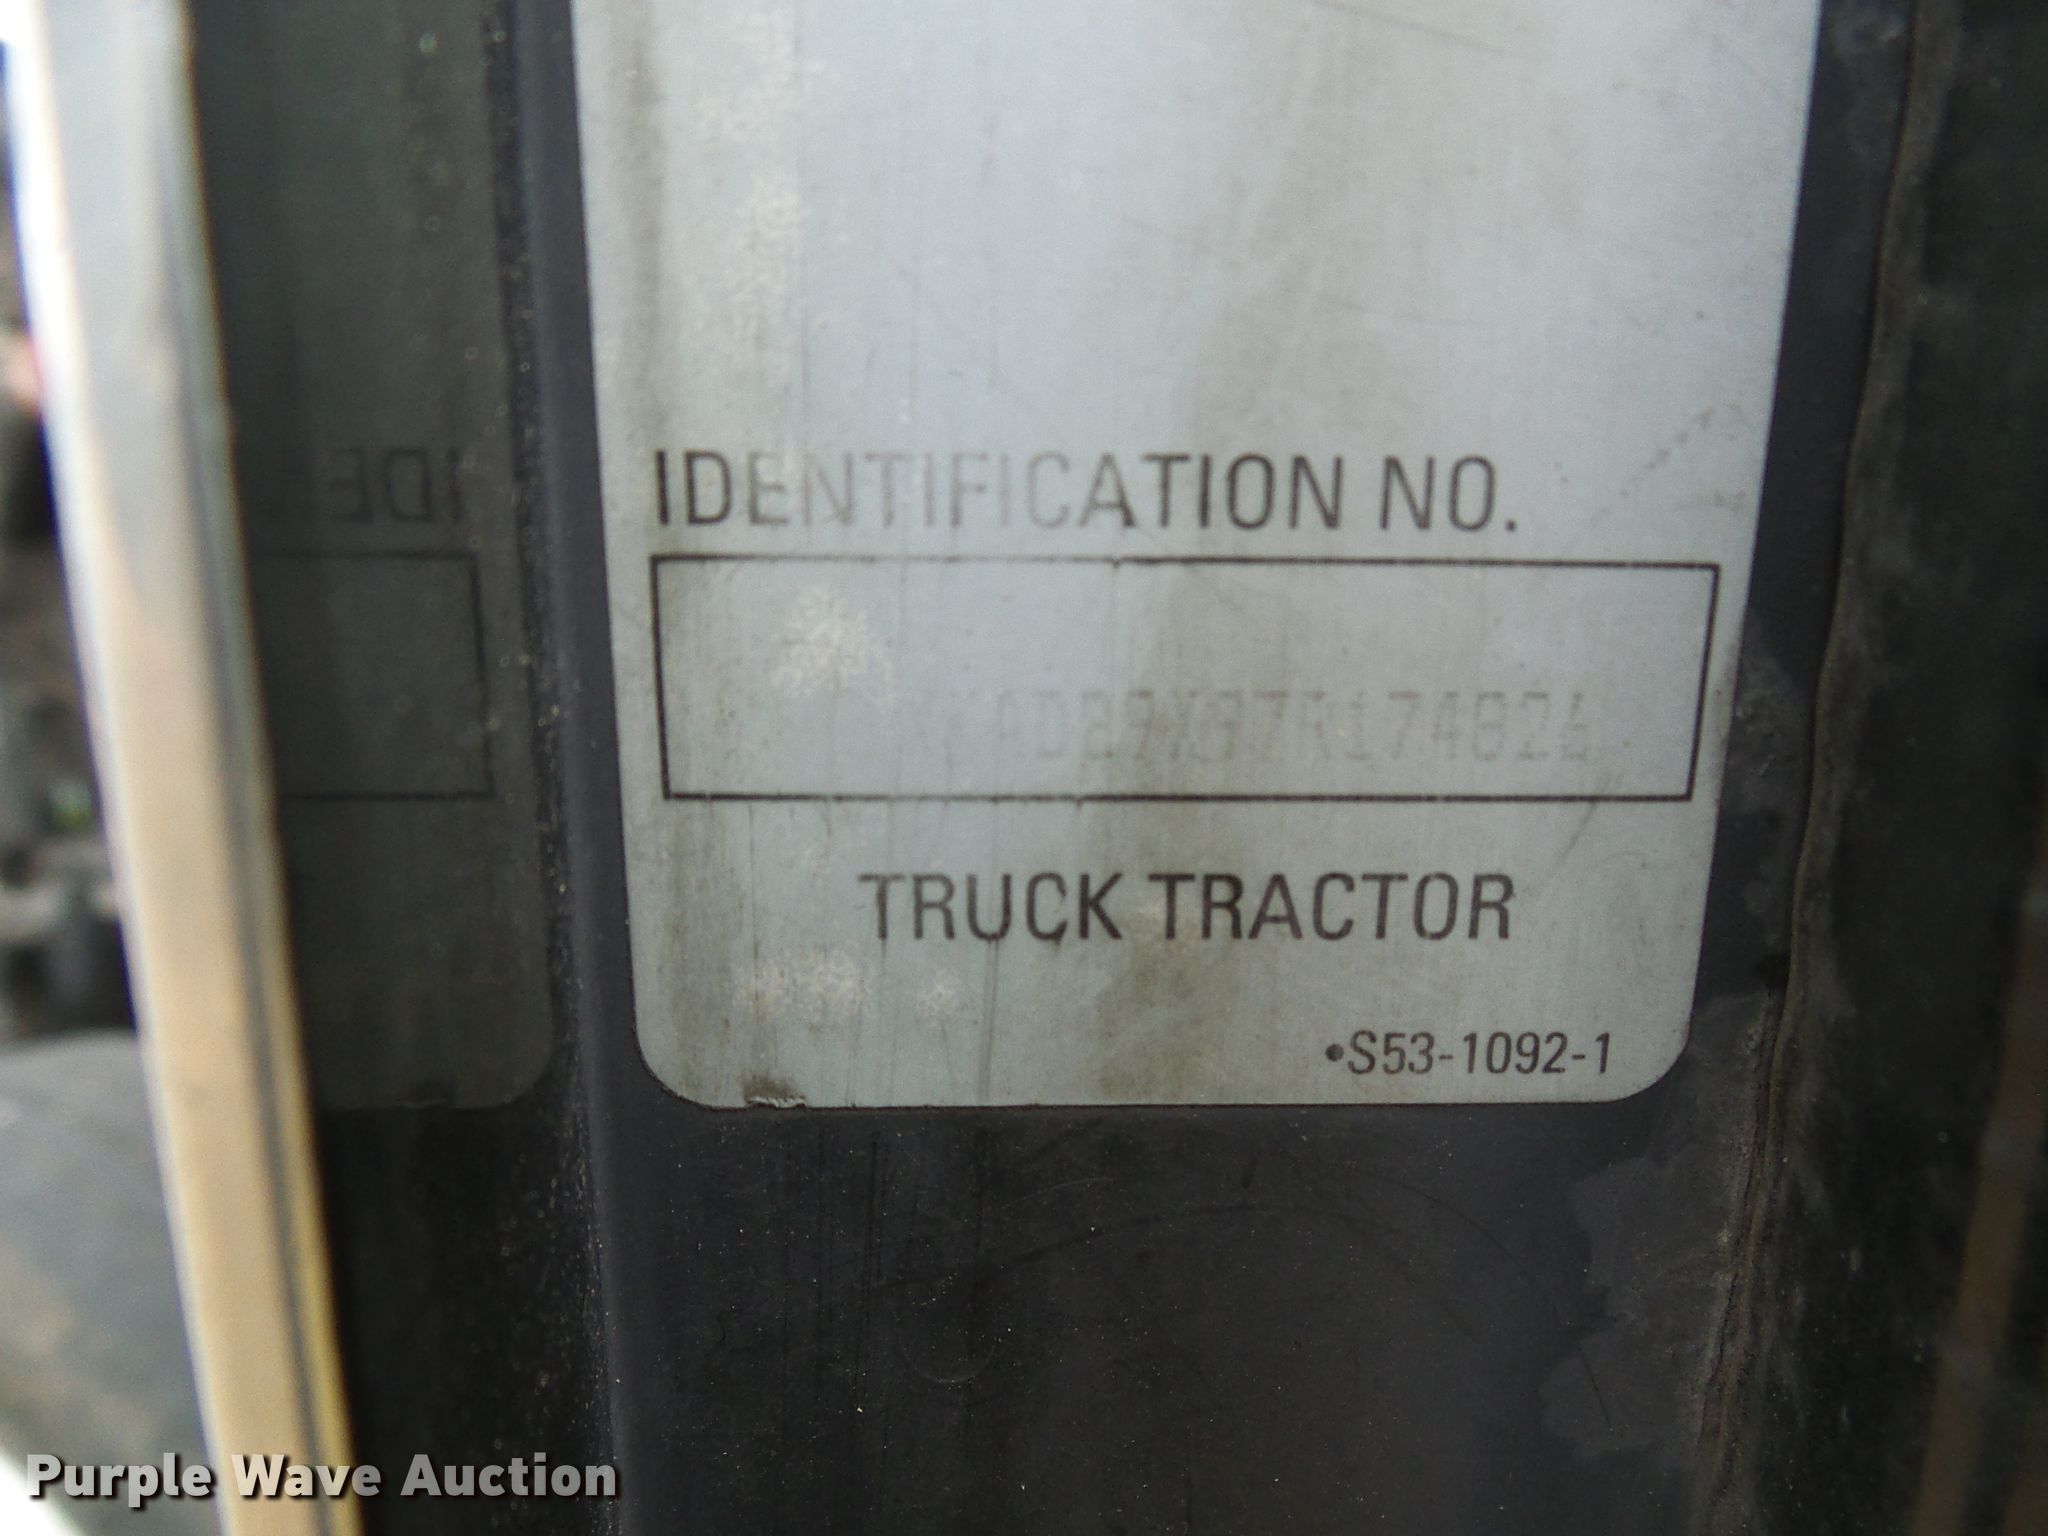 IDENTIFICATION NO.
TRUCK TRACTOR
•S53-1092-1
Purple Wave Auction